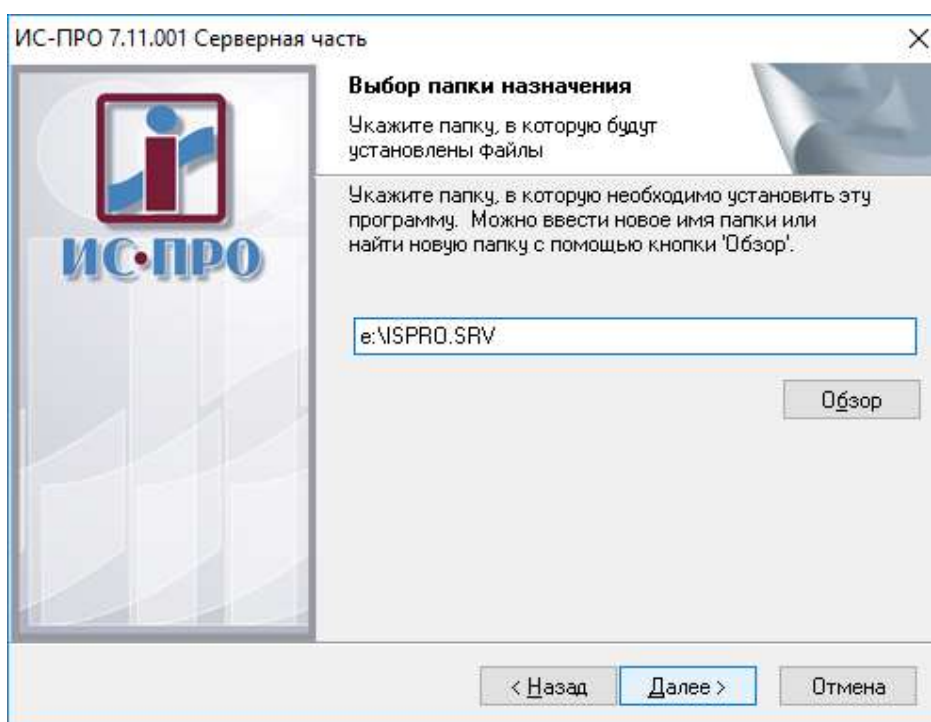 ИС-ПРО 7.11.001 Серверная часть
ИС•ПРО
Выбор папки назначения
Укажите папку, в которую будут
установлены файлы
Укажите папку, в которую необходимо установить эту
программу. Можно ввести новое имя папки или
найти новую папку с помощью кнопки 'Обзор'.
e:\ISPRO.SRV
Обзор
< Назад
Далее >
Отмена